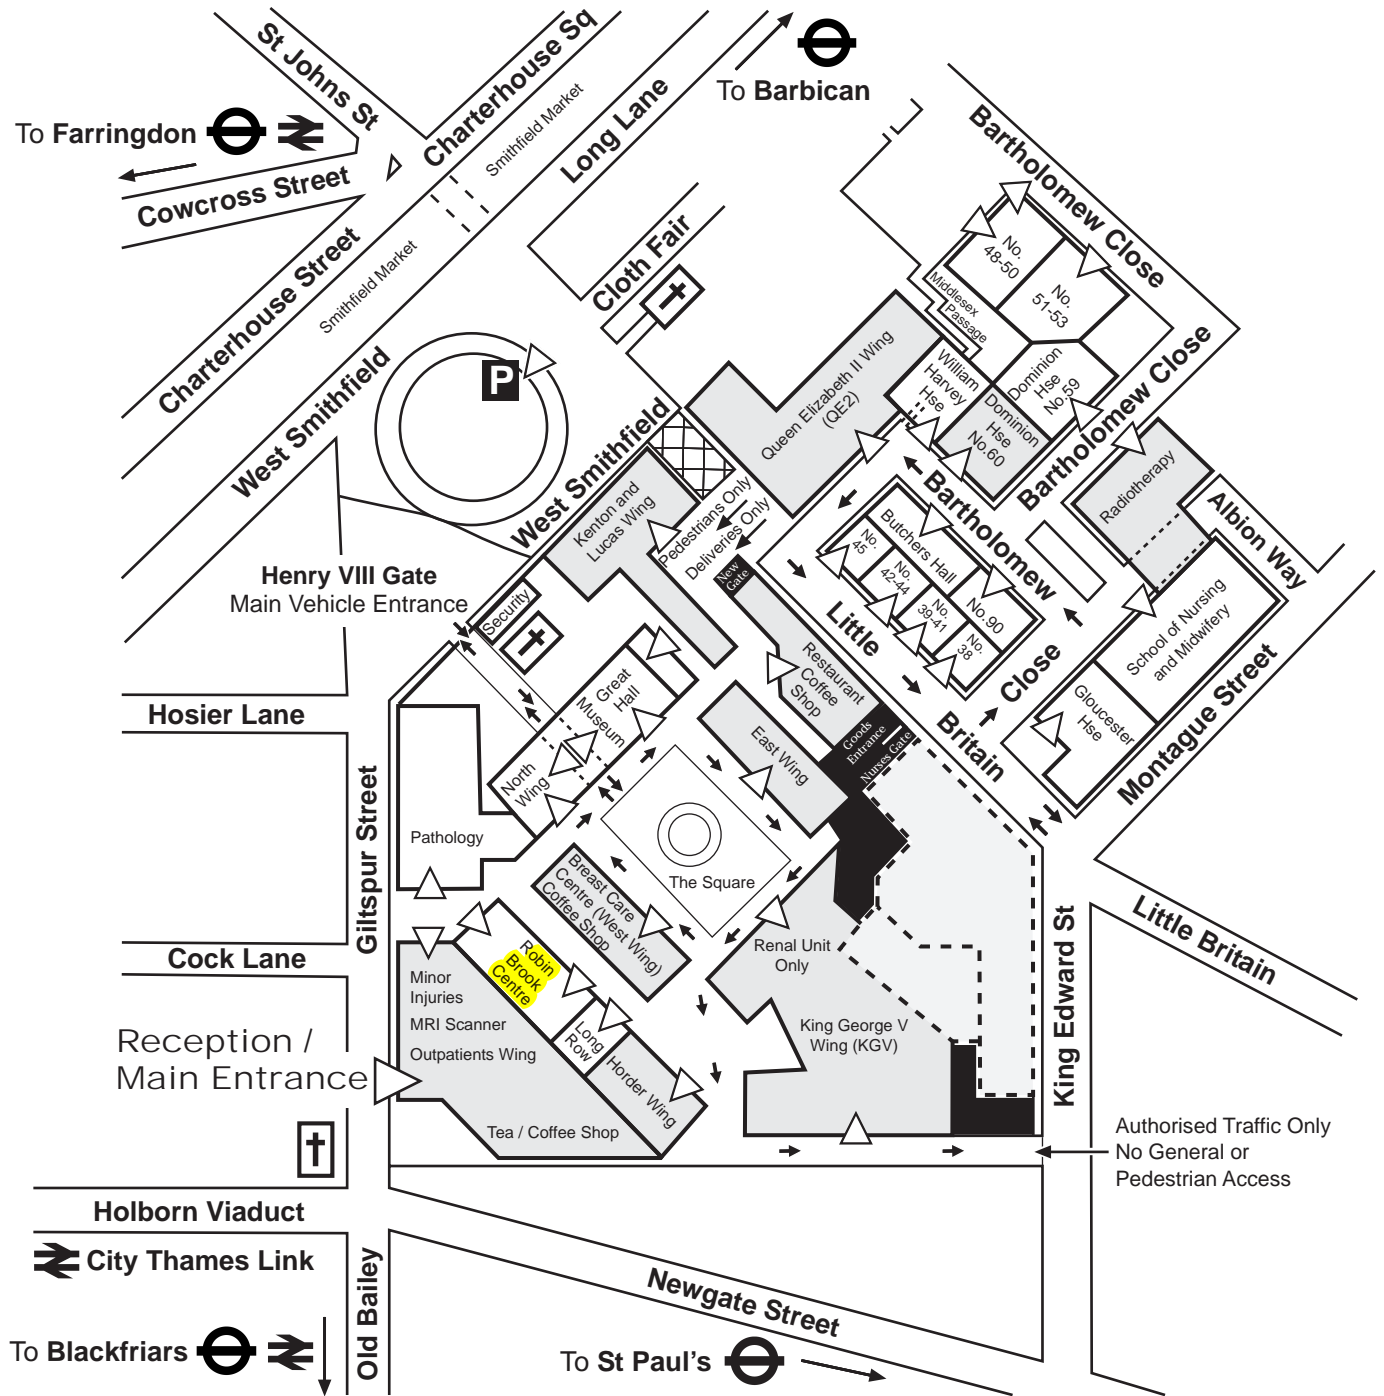 St Johns St
Charterhouse Sq
Smithfield Market
Long Lane
To Barbican
To Farringdon
Cowcross Street
Charterhouse Street
Smithfield Market
West Smithfield
P
Cloth Fair
Bartholomew Close
No.
48-50
No.
51-53
Middlesex
Passage
Dominion
Hse
No.59
William
Harvey
Hse
Dominion
Hse
No.60
Queen Elizabeth II Wing
(QE2)
Bartholomew Close
Radiotherapy
Albion Way
West Smithfield
Kenton and
Lucas Wing
Pedestrians Only
Deliveries Only
New
Gate
Bartholomew
Close
Butchers Hall
No.
45
No.
42-44
No.
39-41
No.
38
No.90
School of Nursing
and Midwifery
Gloucester
Hse
Montague Street
Little
Britain
Henry VIII Gate
Main Vehicle Entrance
Security
Great
Hall
Museum
North
Wing
Restaurant
Coffee
Shop
Goods
Entrance
Nurses Gate
East Wing
Hosier Lane
Giltspur Street
Pathology
The Square
Breast Care
Centre (West Wing)
Coffee Shop
Renal Unit
Only
King Edward St
Little Britain
Cock Lane
Robin
Brook
Centre
Minor
Injuries
MRI Scanner
Outpatients Wing
Long
Row
Horder Wing
Tea / Coffee Shop
King George V
Wing (KGV)
Reception /
Main Entrance
Authorised Traffic Only
No General or
Pedestrian Access
Holborn Viaduct
City Thames Link
Old Bailey
Newgate Street
To Blackfriars
To St Paul's